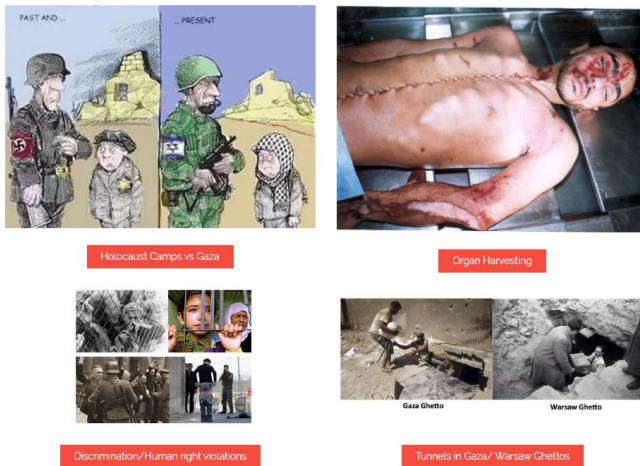 PAST AND ...
... PRESENT
Holocaust Camps vs Gaza
Organ Harvesting
Gaza Ghetto
Warsaw Ghetto
Discrimination/Human right violations
Tunnels in Gaza/ Warsaw Ghettos